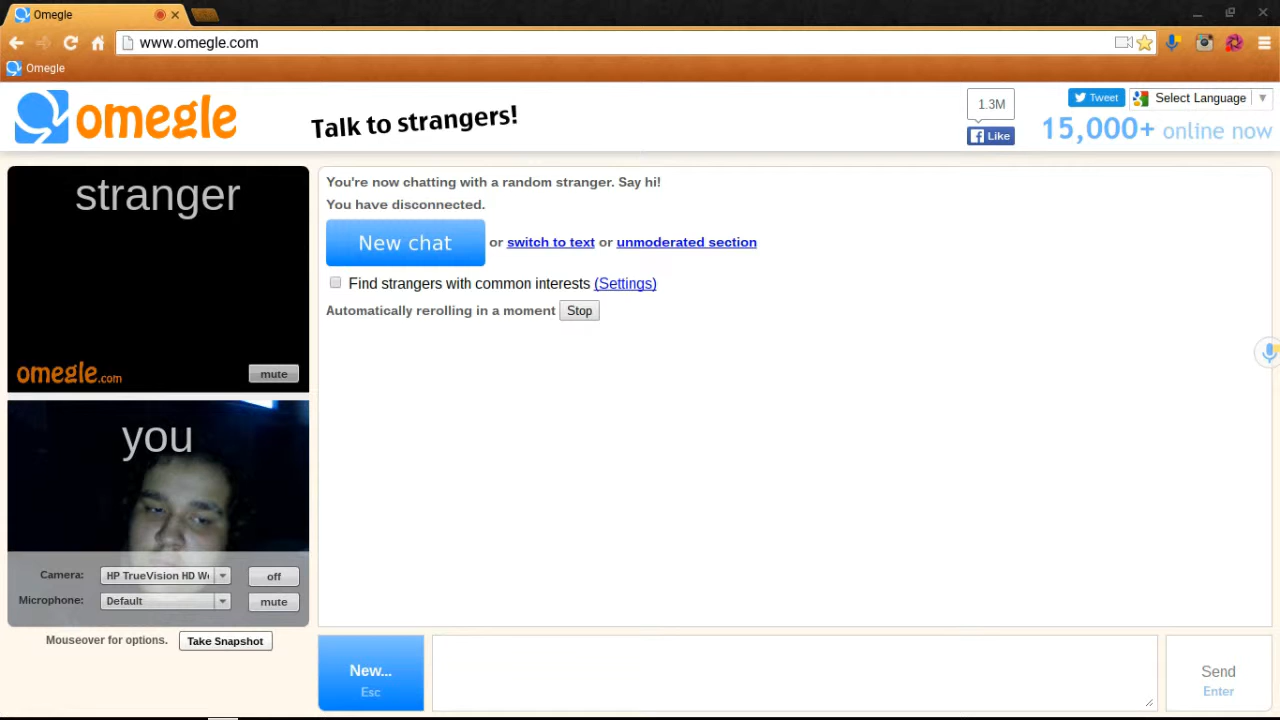 Omegle
www.omegle.com
Omegle
omegle
Talk to strangers!
1.3M
Like
Tweet
Select Language
15,000+ online now
stranger
omegle.com
mute
you
Camera:
HP TrueVision HD W
off
Microphone:
Default
mute
Mouseover for options.
Take Snapshot
You're now chatting with a random stranger. Say hi!
You have disconnected.
New chat or switch to text or unmoderated section
Find strangers with common interests (Settings)
Automatically rerolling in a moment Stop
New...
Esc
Send
Enter